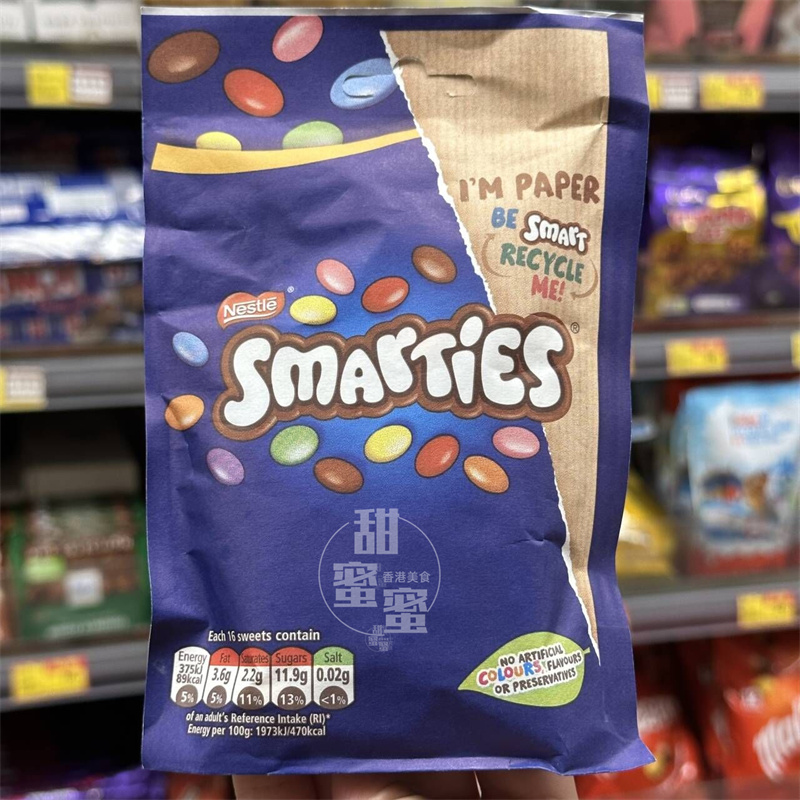 I'M PAPER
BE SMART
RECYCLE
ME!
Nestlé®
SMARTIES®
甜
蜜 香港美食
蜜
甜
Each 16 sweets contain
Energy Fat Saturates Sugars Salt
375kJ
89kcal 3.6g 2.2g 11.9g 0.02g
5% 5% 11% 13% <1%
of an adult's Reference Intake (RI)*
Energy per 100g: 1973kJ/470kcal
NO ARTIFICIAL
COLOURS, FLAVOURS
OR PRESERVATIVES